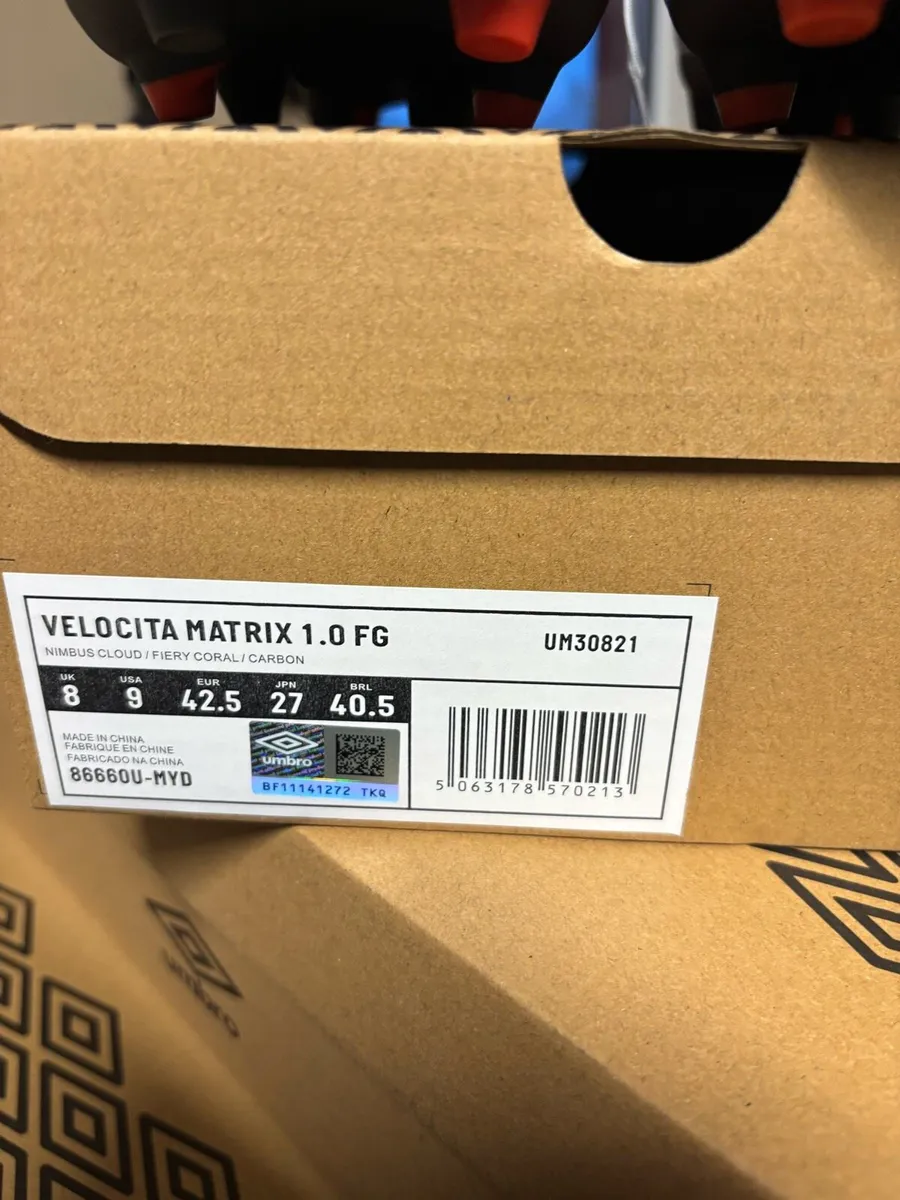 VELOCITA MATRIX 1.0 FG
UM30821
NIMBUS CLOUD / FIERY CORAL / CARBON
UK USA EUR JPN BRL
8 9 42.5 27 40.5
MADE IN CHINA
FABRIQUE EN CHINE
FABRICADO NA CHINA
86660U-MYD
umbro
BF11141272 TKQ
5 063178 570213
umbro